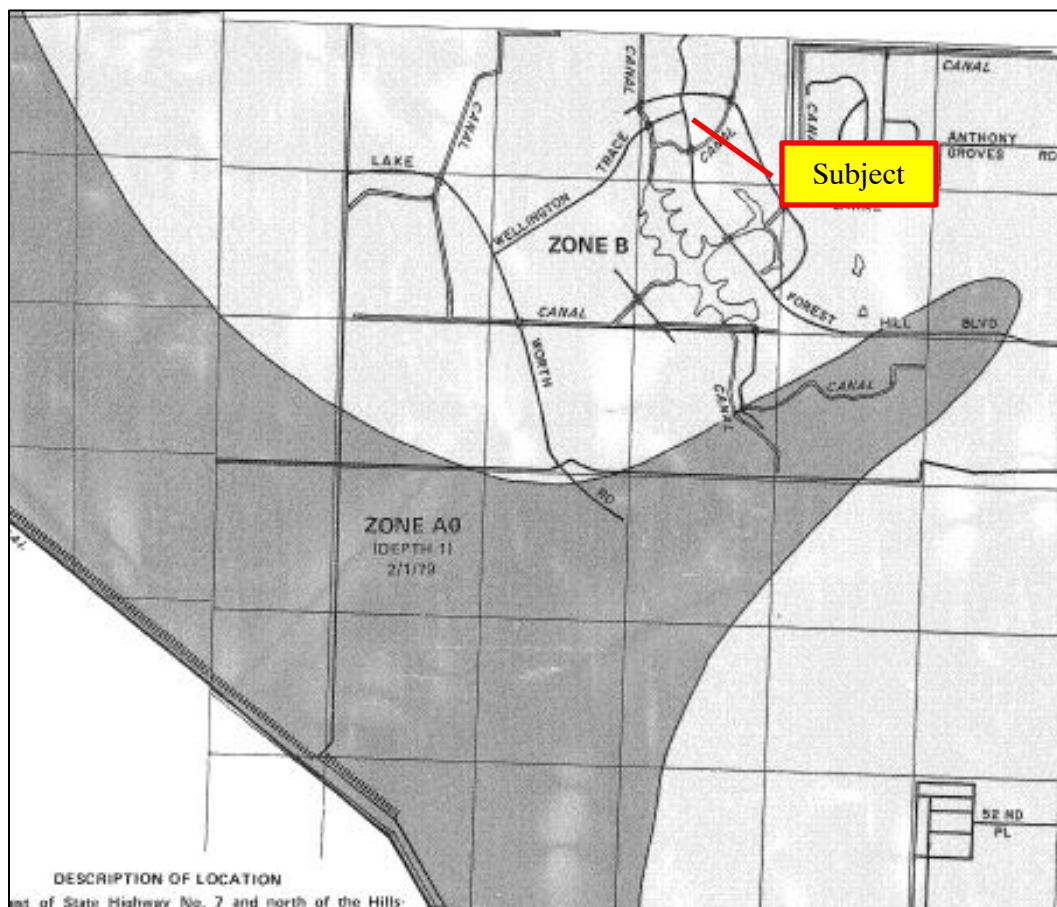 CANAL
CANAL
CANAL
CANAL
CANAL
ANTHONY
GROVES RD
LAKE
TRACE
WELLINGTON
Subject
ZONE B
FOREST
HILL BLVD
CANAL
WORTH
RD
CANAL
CANAL
ZONE A0
(DEPTH 1)
2/1/79
52 ND
PL
DESCRIPTION OF LOCATION
of State Highway No. 7 and north of the Hills-